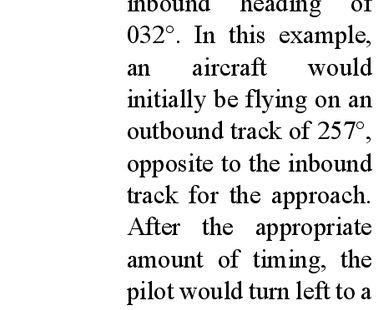 inbound heading of
032°. In this example,
an aircraft would
initially be flying on an
outbound track of 257°,
opposite to the inbound
track for the approach.
After the appropriate
amount of timing, the
pilot would turn left to a